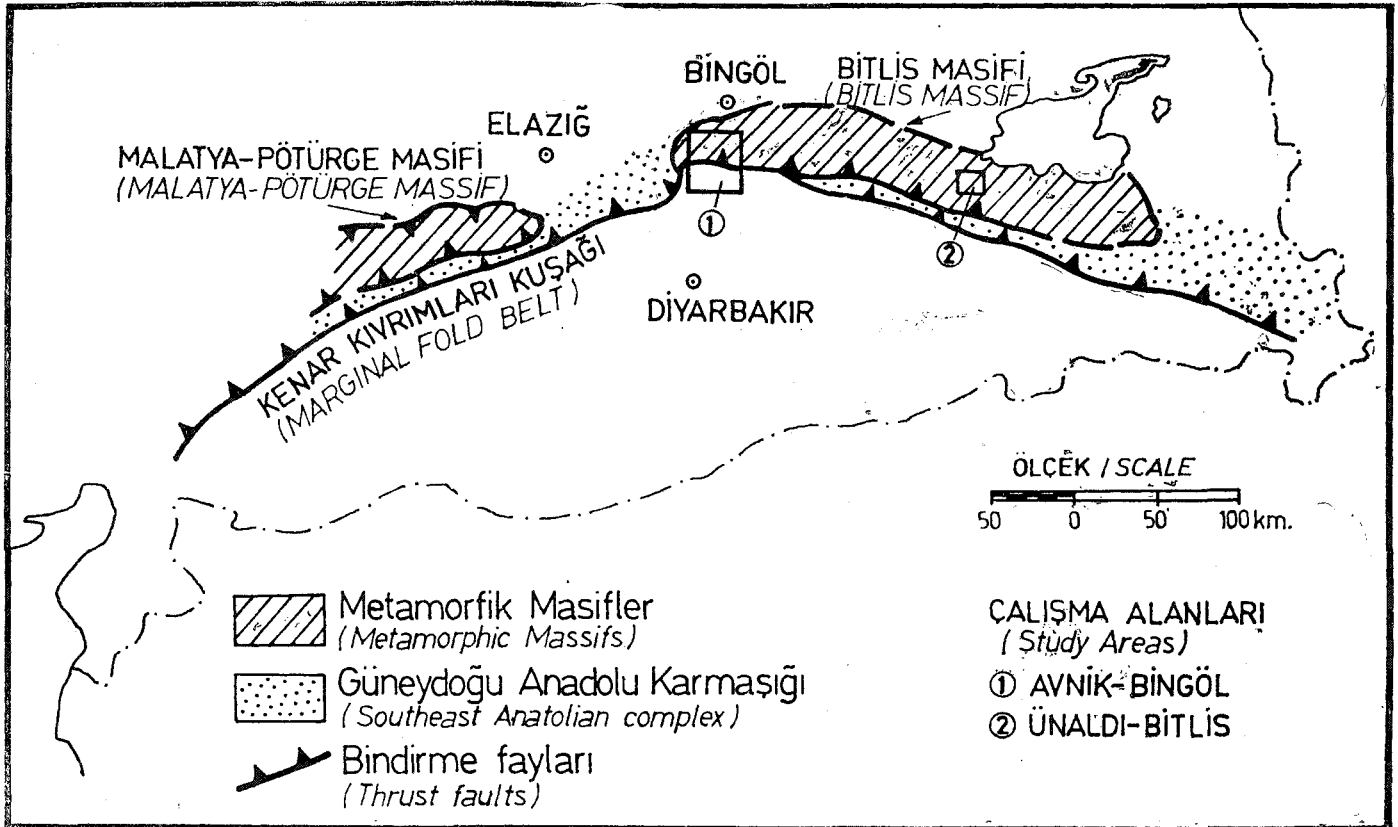 BİNGÖL
BİTLİS MASİFİ
(BİTLİS MASSIF)
ELAZIĞ
MALATYA-PÖTÜRGE MASİFİ
(MALATYA-PÖTÜRGE MASSIF)
①
②
DİYARBAKIR
KENAR KIVRIMLARI KUŞAĞI
(MARGINAL FOLD BELT)
ÖLÇEK / SCALE
50 0 50 100 km.
Metamorfik Masifler
(Metamorphic Massifs)
Güneydoğu Anadolu Karmaşığı
(Southeast Anatolian complex)
Bindirme fayları
(Thrust faults)
ÇALIŞMA ALANLARI
(Study Areas)
① AVNİK-BİNGÖL
② ÜNALDI-BİTLİS